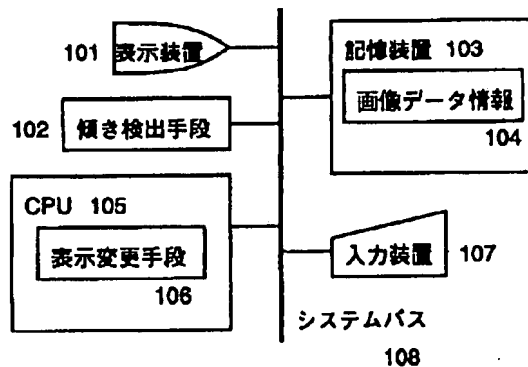 101 表示装置
102 傾き検出手段
CPU 105
表示変更手段
106
記憶装置 103
画像データ情報
104
入力装置 107
システムバス
108